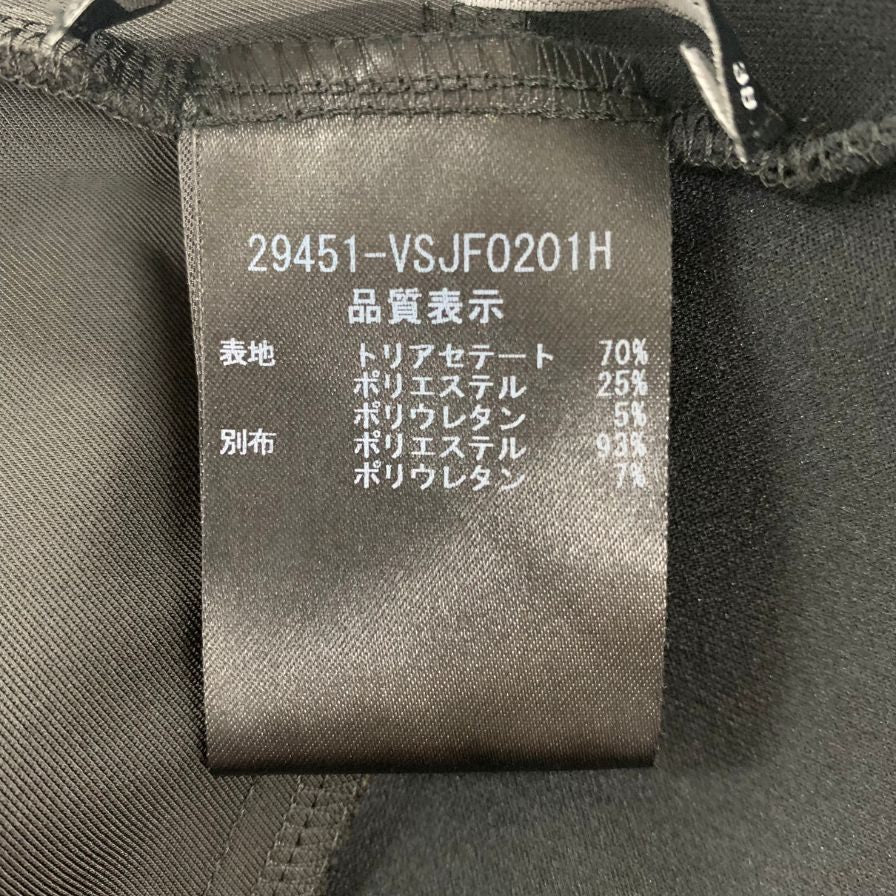 38
29451-VSJF0201H
品質表示
表地 トリアセテート 70%
ポリエステル 25%
ポリウレタン 5%
別布 ポリエステル 93%
ポリウレタン 7%